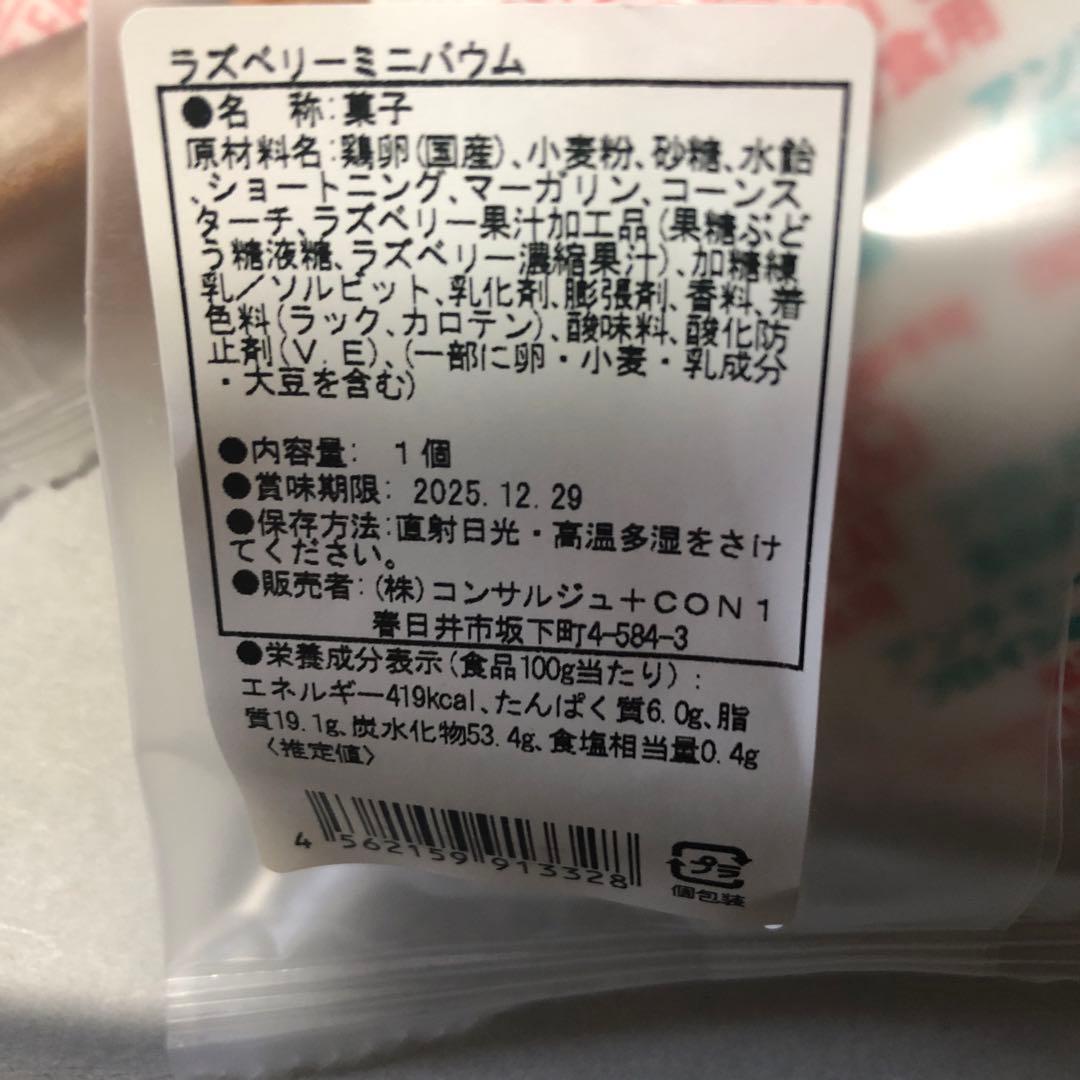 ラズベリーミニバウム
●名 称:菓子
原材料名:鶏卵(国産)、小麦粉、砂糖、水飴
、ショートニング、マーガリン、コーンス
ターチ、ラズベリー果汁加工品(果糖ぶど
う糖液糖、ラズベリー濃縮果汁)、加糖練
乳/ソルビット、乳化剤、膨張剤、香料、着
色料(ラック、カロテン)、酸味料、酸化防
止剤(V.E)、(一部に卵・小麦・乳成分
・大豆を含む)
●内容量: 1個
●賞味期限: 2025.12.29
●保存方法:直射日光・高温多湿をさけ
てください。
●販売者:(株)コンサルジュ+CON1
春日井市坂下町4-584-3
●栄養成分表示(食品100g当たり):
エネルギー419kcal、たんぱく質6.0g、脂
質19.1g、炭水化物53.4g、食塩相当量0.4g
〈推定値〉
4 562159 913328
プラ
個包装